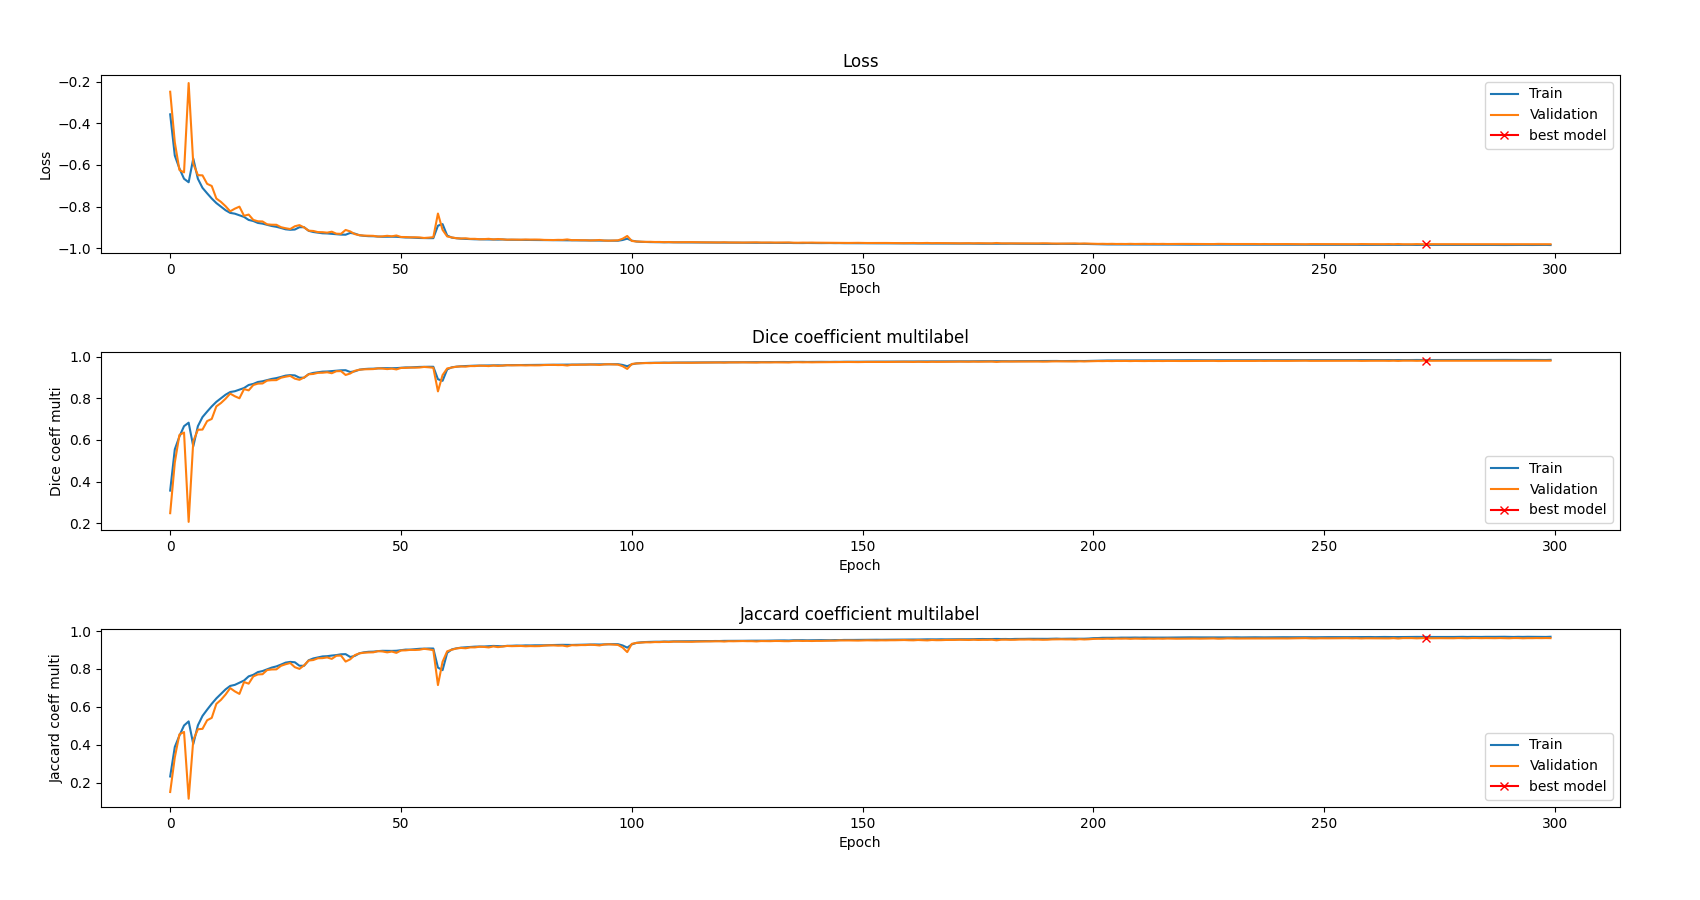 Loss
−0.2
−0.4
−0.6
−0.8
−1.0
Loss
Train
Validation
best model
0 50 100 150 200 250 300
Epoch
Dice coefficient multilabel
1.0
0.8
0.6
0.4
0.2
Dice coeff multi
Train
Validation
best model
0 50 100 150 200 250 300
Epoch
Jaccard coefficient multilabel
1.0
0.8
0.6
0.4
0.2
Jaccard coeff multi
Train
Validation
best model
0 50 100 150 200 250 300
Epoch